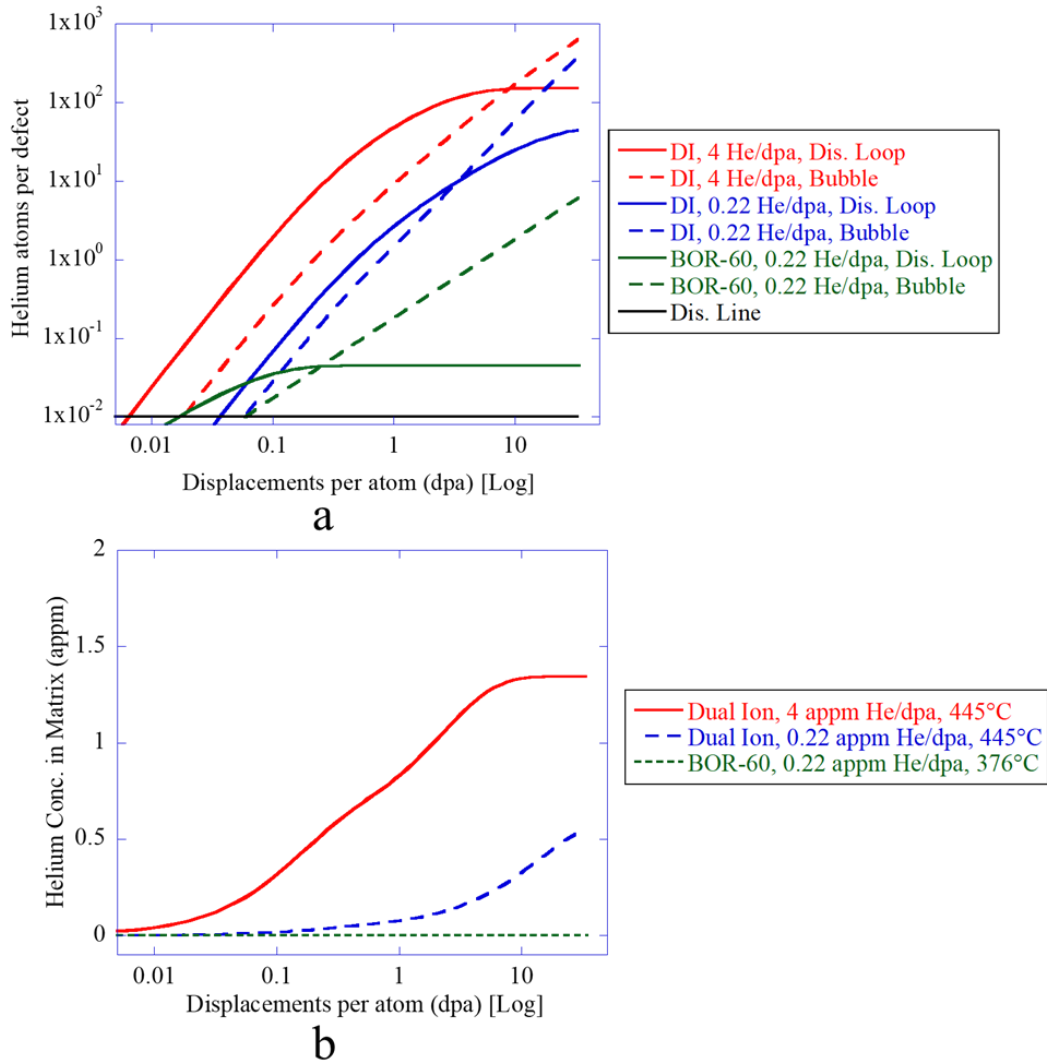 1x10³
1x10²
1x10¹
1x10⁰
1x10⁻¹
1x10⁻²
Helium atoms per defect
0.01 0.1 1 10
Displacements per atom (dpa) [Log]
a
DI, 4 He/dpa, Dis. Loop
DI, 4 He/dpa, Bubble
DI, 0.22 He/dpa, Dis. Loop
DI, 0.22 He/dpa, Bubble
BOR-60, 0.22 He/dpa, Dis. Loop
BOR-60, 0.22 He/dpa, Bubble
Dis. Line
2
1.5
1
0.5
0
Helium Conc. in Matrix (appm)
0.01 0.1 1 10
Displacements per atom (dpa) [Log]
b
Dual Ion, 4 appm He/dpa, 445°C
Dual Ion, 0.22 appm He/dpa, 445°C
BOR-60, 0.22 appm He/dpa, 376°C